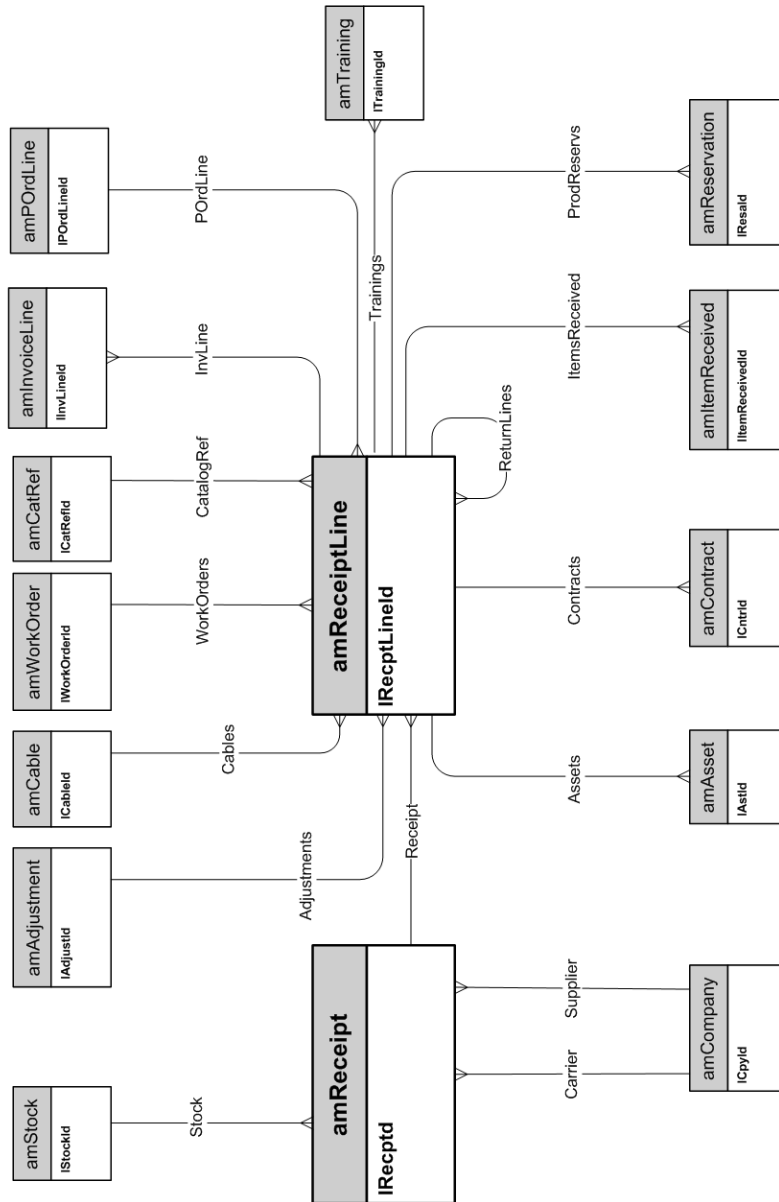 amStock
lStockId
amAdjustment
lAdjustId
amCable
lCableId
amWorkOrder
lWorkOrderId
amCatRef
lCatRefId
amInvoiceLine
lInvLineId
amPOrdLine
lPOrdLineId
Stock
Adjustments
Cables
WorkOrders
CatalogRef
InvLine
POrdLine
amReceipt
lRecptd
Receipt
amReceiptLine
lRecptLineId
Trainings
amTraining
lTrainingId
Carrier
Supplier
Assets
Contracts
ReturnLines
ItemsReceived
ProdReservs
amCompany
lCpyId
amAsset
lAstId
amContract
lCntrId
amItemReceived
lItemReceivedId
amReservation
lResaId